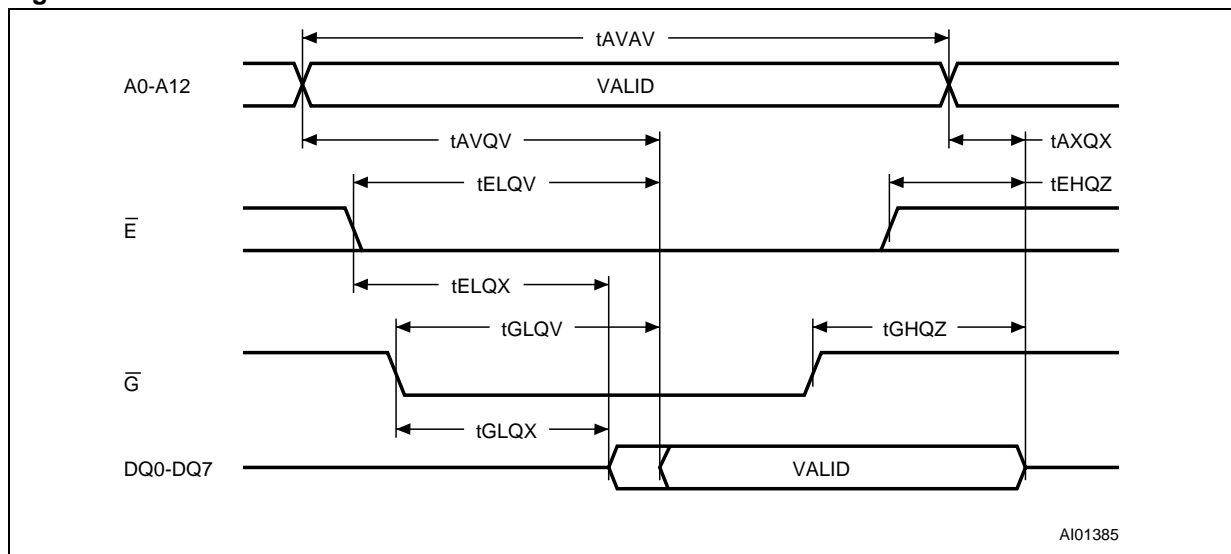 tAVAV
A0-A12
VALID
tAVQV
tAXQX
tELQV
tEHQZ
E̅
tELQX
tGLQV
tGHQZ
G̅
tGLQX
DQ0-DQ7
VALID
AI01385